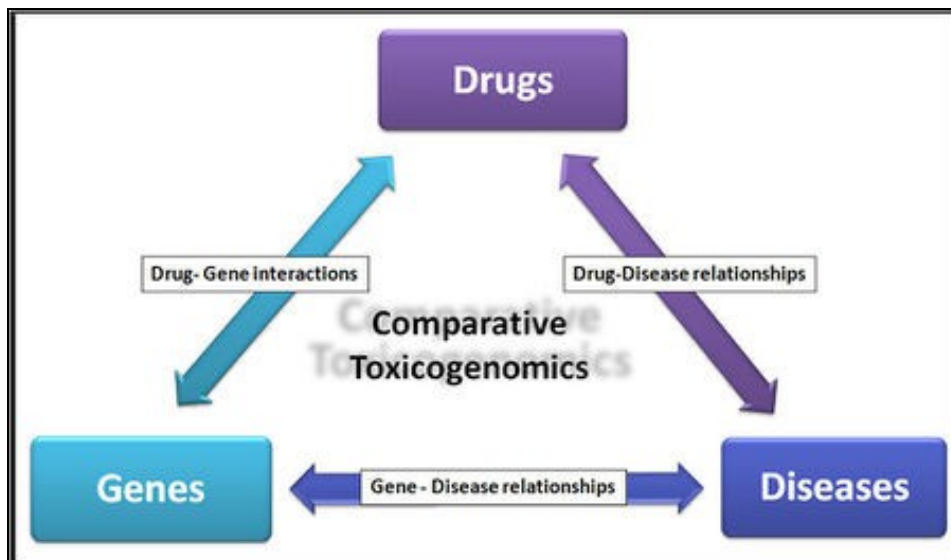 Drugs
Drug- Gene interactions
Drug-Disease relationships
Comparative
Toxicogenomics
Genes
Gene - Disease relationships
Diseases